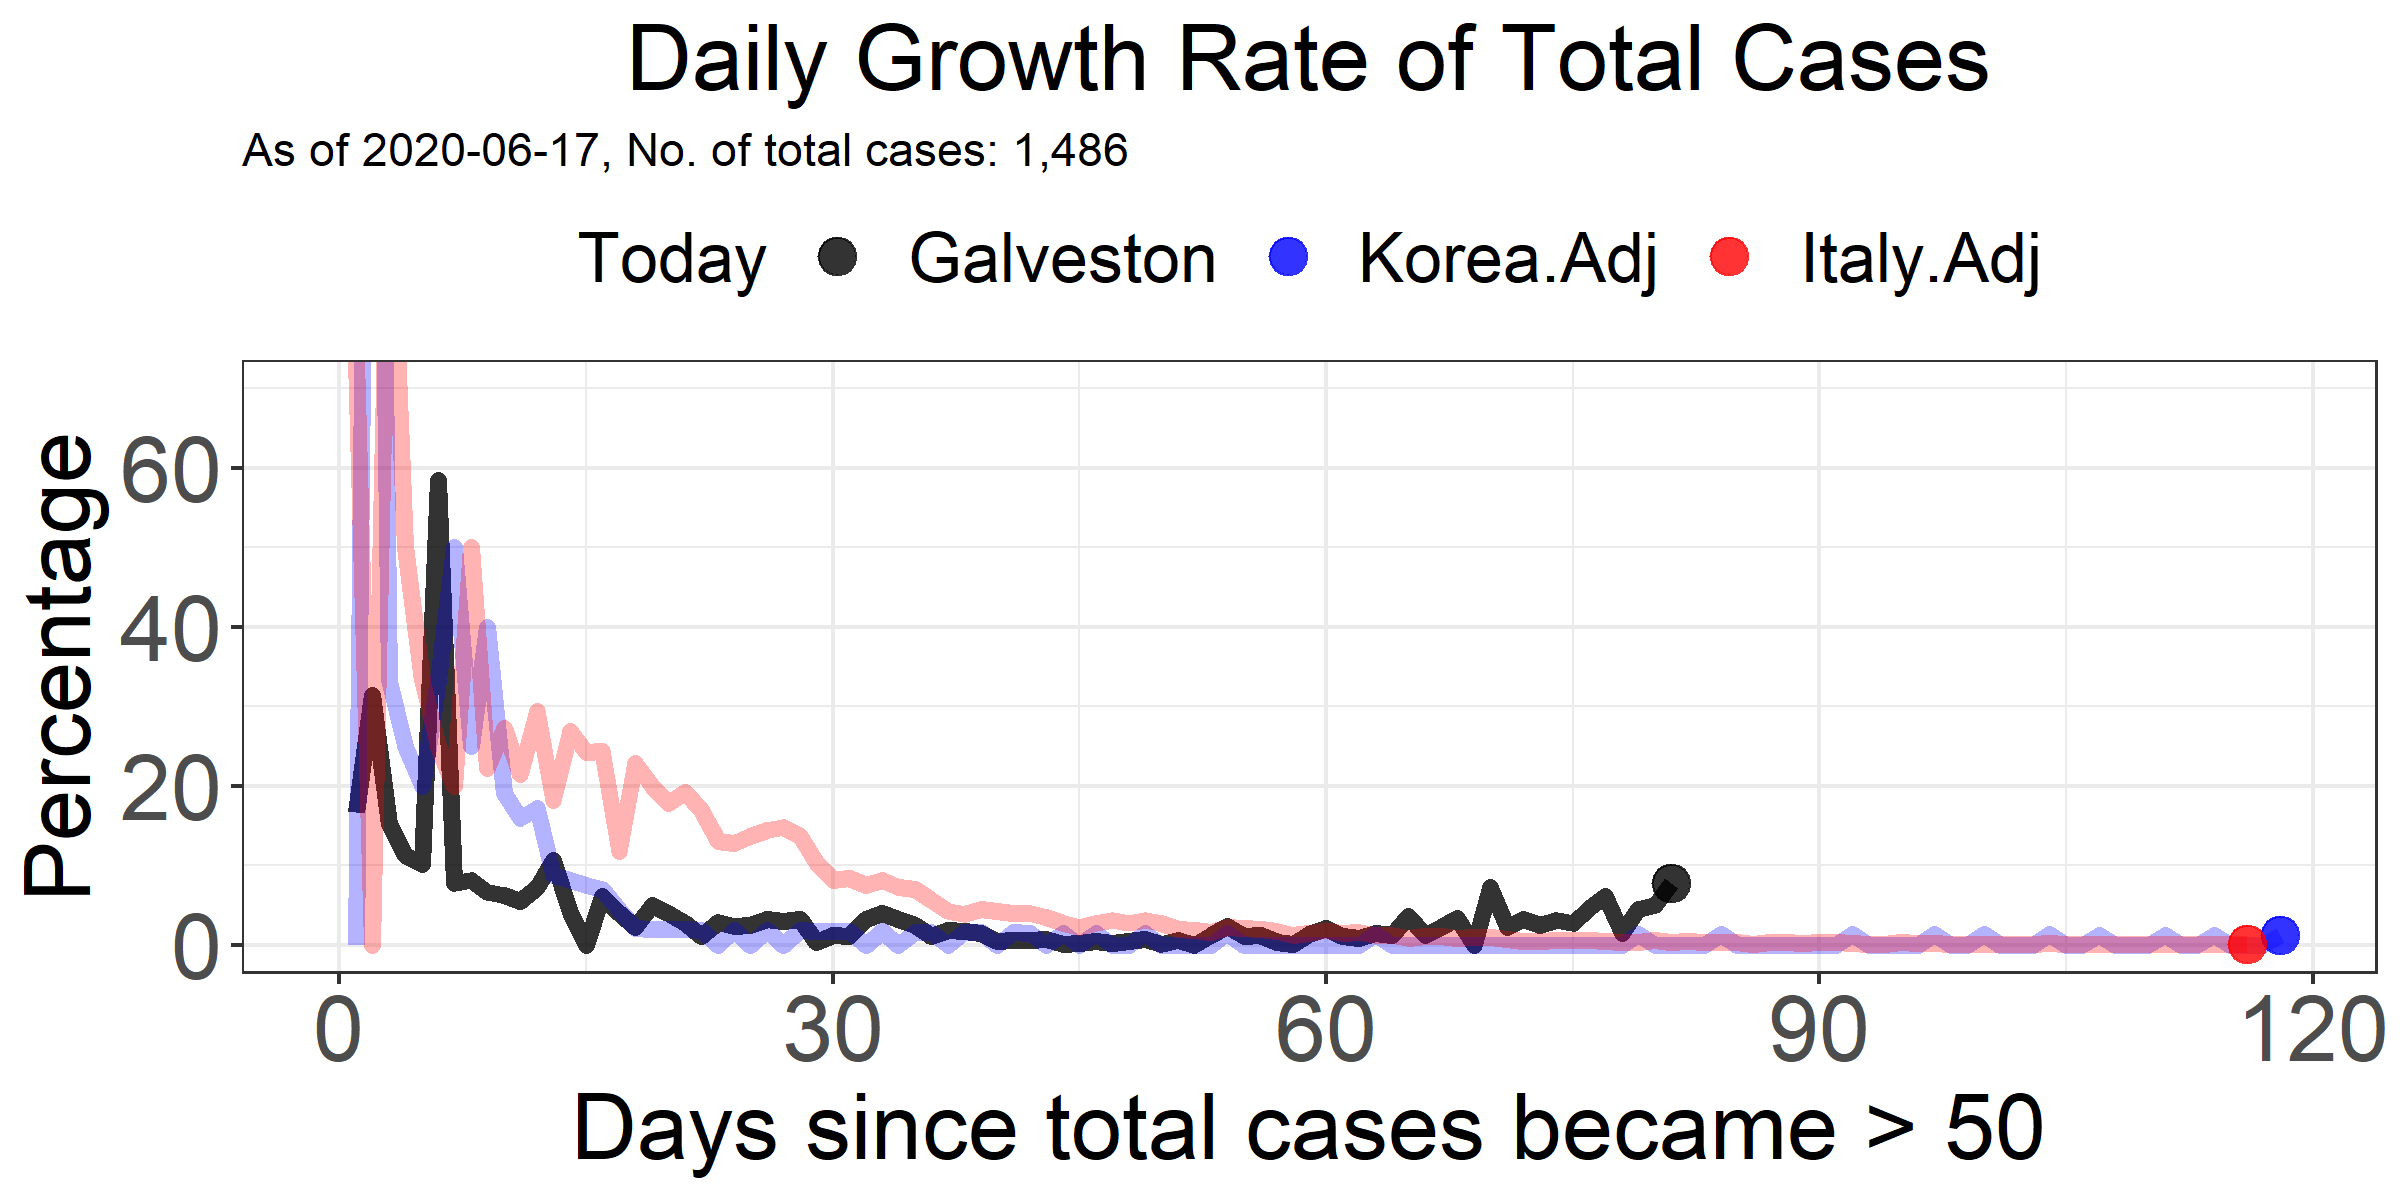 Daily Growth Rate of Total Cases
As of 2020-06-17, No. of total cases: 1,486
Today Galveston Korea.Adj Italy.Adj
Percentage
60
40
20
0
0 30 60 90 120
Days since total cases became > 50